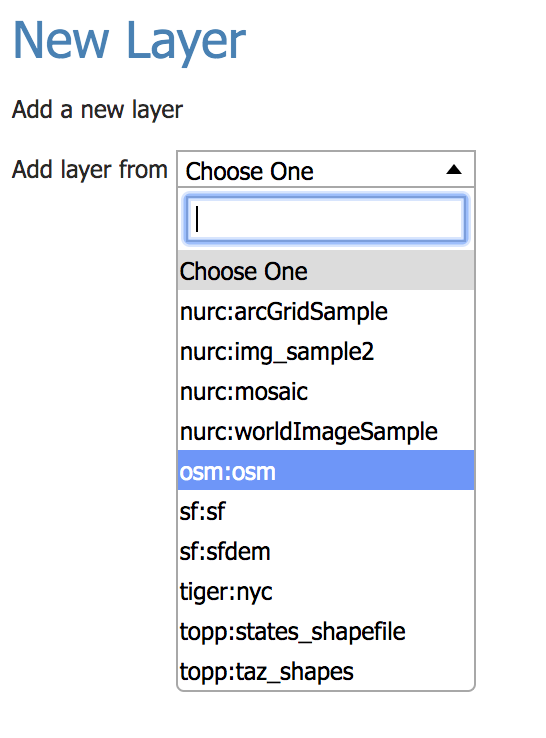 New Layer
Add a new layer
Add layer from Choose One
Choose One
nurc:arcGridSample
nurc:img_sample2
nurc:mosaic
nurc:worldImageSample
osm:osm
sf:sf
sf:sfdem
tiger:nyc
topp:states_shapefile
topp:taz_shapes